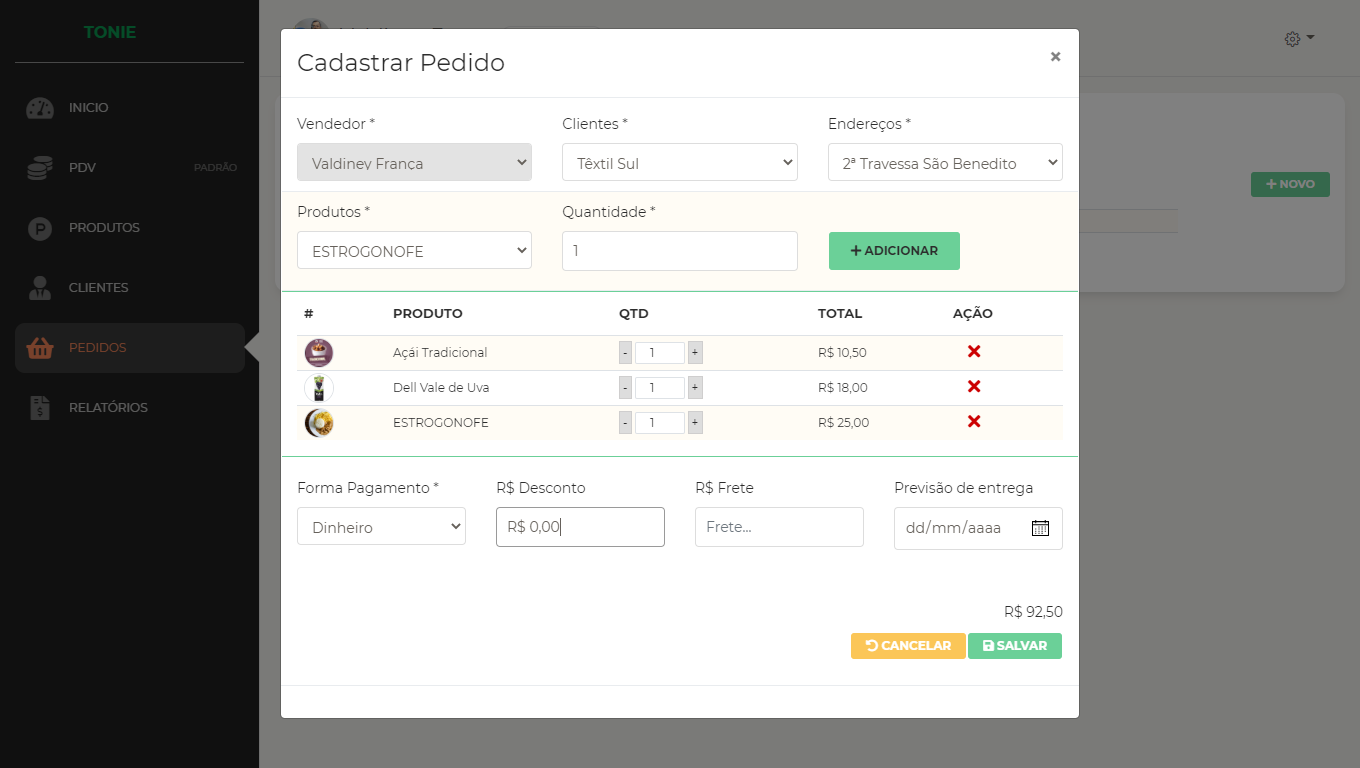 TONIE
INICIO
PDV PADRÃO
PRODUTOS
CLIENTES
PEDIDOS
RELATÓRIOS
+ NOVO
Cadastrar Pedido ×
Vendedor * Clientes * Endereços *
Valdiney França Têxtil Sul 2ª Travessa São Benedito
Produtos * Quantidade *
ESTROGONOFE 1 + ADICIONAR
# PRODUTO QTD TOTAL AÇÃO
Açái Tradicional - 1 + R$ 10,50
Dell Vale de Uva - 1 + R$ 18,00
ESTROGONOFE - 1 + R$ 25,00
Forma Pagamento * R$ Desconto R$ Frete Previsão de entrega
Dinheiro R$ 0,00 Frete... dd/mm/aaaa
R$ 92,50
CANCELAR SALVAR